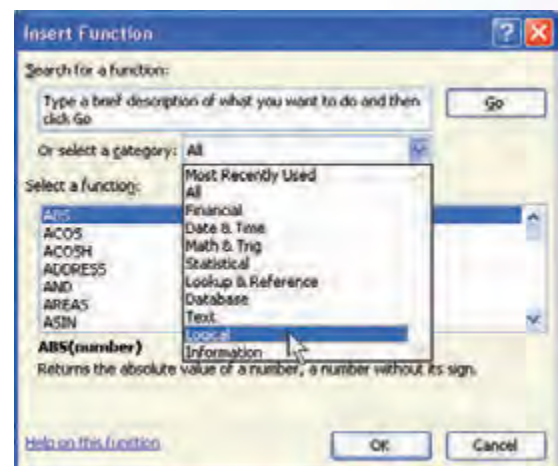 Insert Function
Search for a function:
Type a brief description of what you want to do and then
click Go
Go
Or select a category: All
Most Recently Used
All
Financial
Date & Time
Math & Trig
Statistical
Lookup & Reference
Database
Text
Logical
Information
Select a function:
ABS
ACOS
ACOSH
ADDRESS
AND
AREAS
ASIN
ABS(number)
Returns the absolute value of a number, a number without its sign.
Help on this function
OK
Cancel